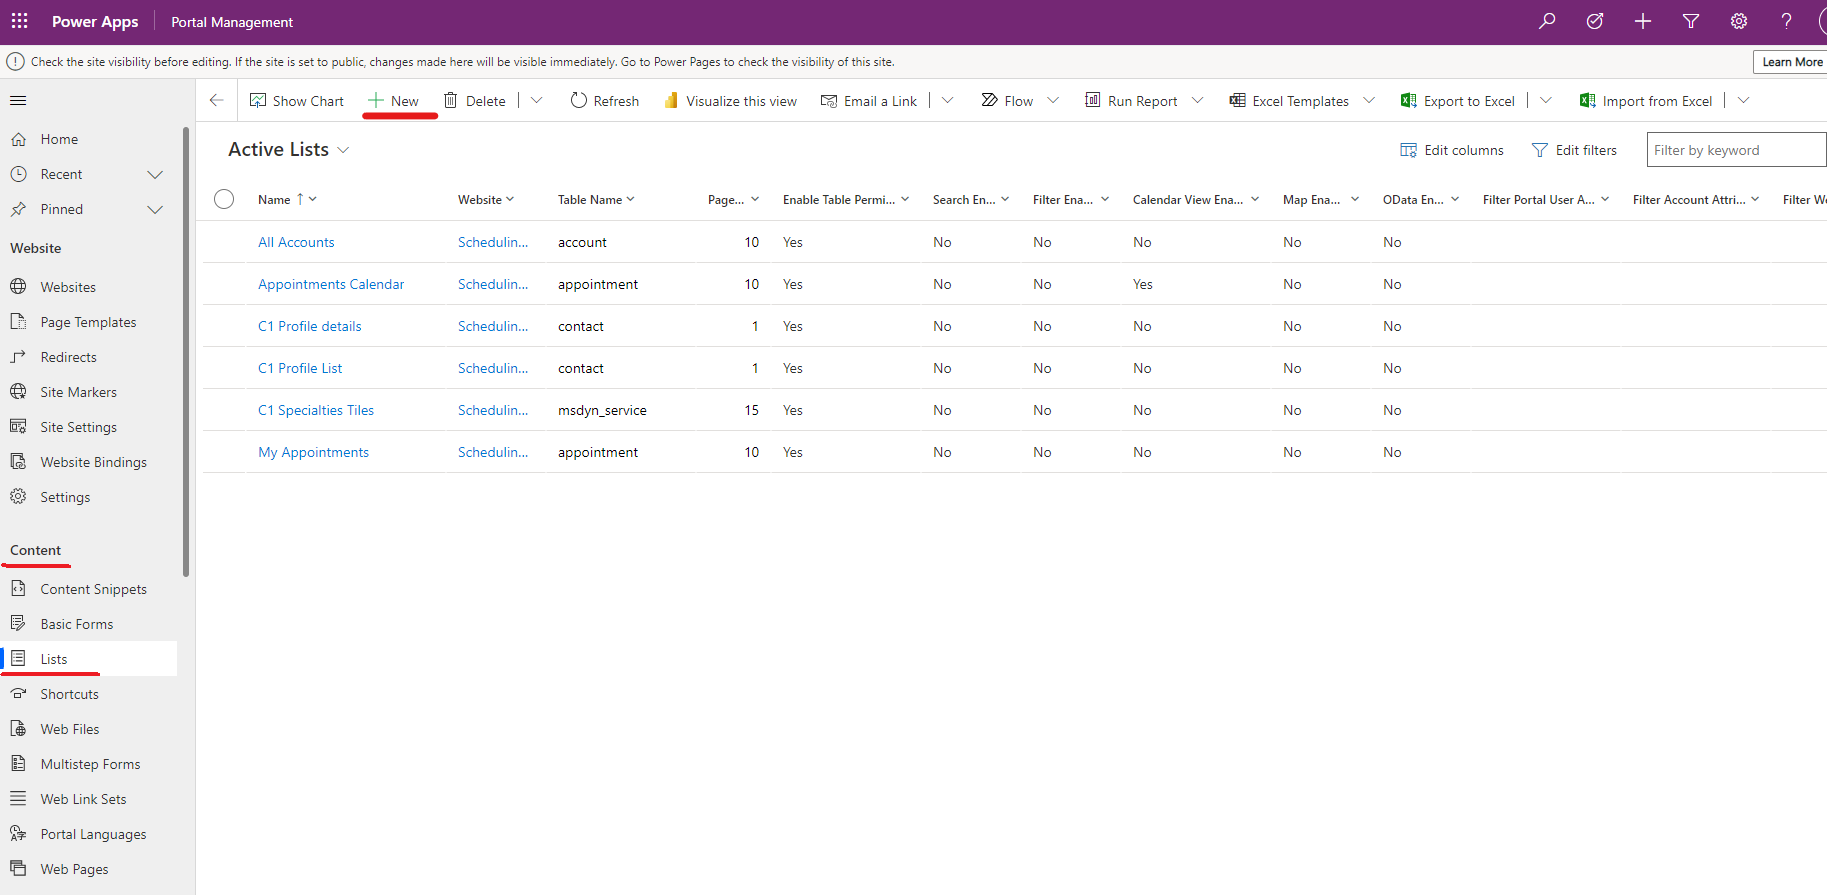 Power Apps Portal Management
Check the site visibility before editing. If the site is set to public, changes made here will be visible immediately. Go to Power Pages to check the visibility of this site. Learn More
Show Chart New Delete Refresh Visualize this view Email a Link Flow Run Report Excel Templates Export to Excel Import from Excel
Home
Recent
Pinned
Website
Websites
Page Templates
Redirects
Site Markers
Site Settings
Website Bindings
Settings
Content
Content Snippets
Basic Forms
Lists
Shortcuts
Web Files
Multistep Forms
Web Link Sets
Portal Languages
Web Pages
Active Lists Edit columns Edit filters Filter by keyword
Name Website Table Name Page... Enable Table Permi... Search En... Filter Ena... Calendar View Ena... Map Ena... OData En... Filter Portal User A... Filter Account Attri... Filter We
All Accounts Schedulin... account 10 Yes No No No No No
Appointments Calendar Schedulin... appointment 10 Yes No No Yes No No
C1 Profile details Schedulin... contact 1 Yes No No No No No
C1 Profile List Schedulin... contact 1 Yes No No No No No
C1 Specialties Tiles Schedulin... msdyn_service 15 Yes No No No No No
My Appointments Schedulin... appointment 10 Yes No No No No No